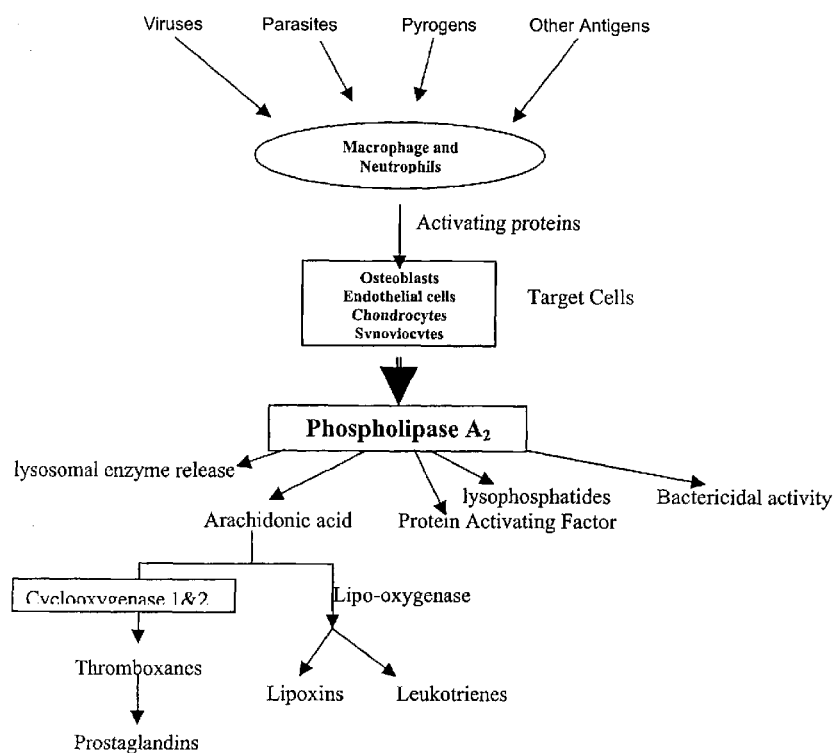 Viruses
Parasites
Pyrogens
Other Antigens
Macrophage and
Neutrophils
Activating proteins
Osteoblasts
Endothelial cells
Chondrocytes
Synoviocytes
Target Cells
Phospholipase A₂
lysosomal enzyme release
lysophosphatides
Bactericidal activity
Arachidonic acid
Protein Activating Factor
Cyclooxygenase 1&2
Lipo-oxygenase
Thromboxanes
Lipoxins
Leukotrienes
Prostaglandins